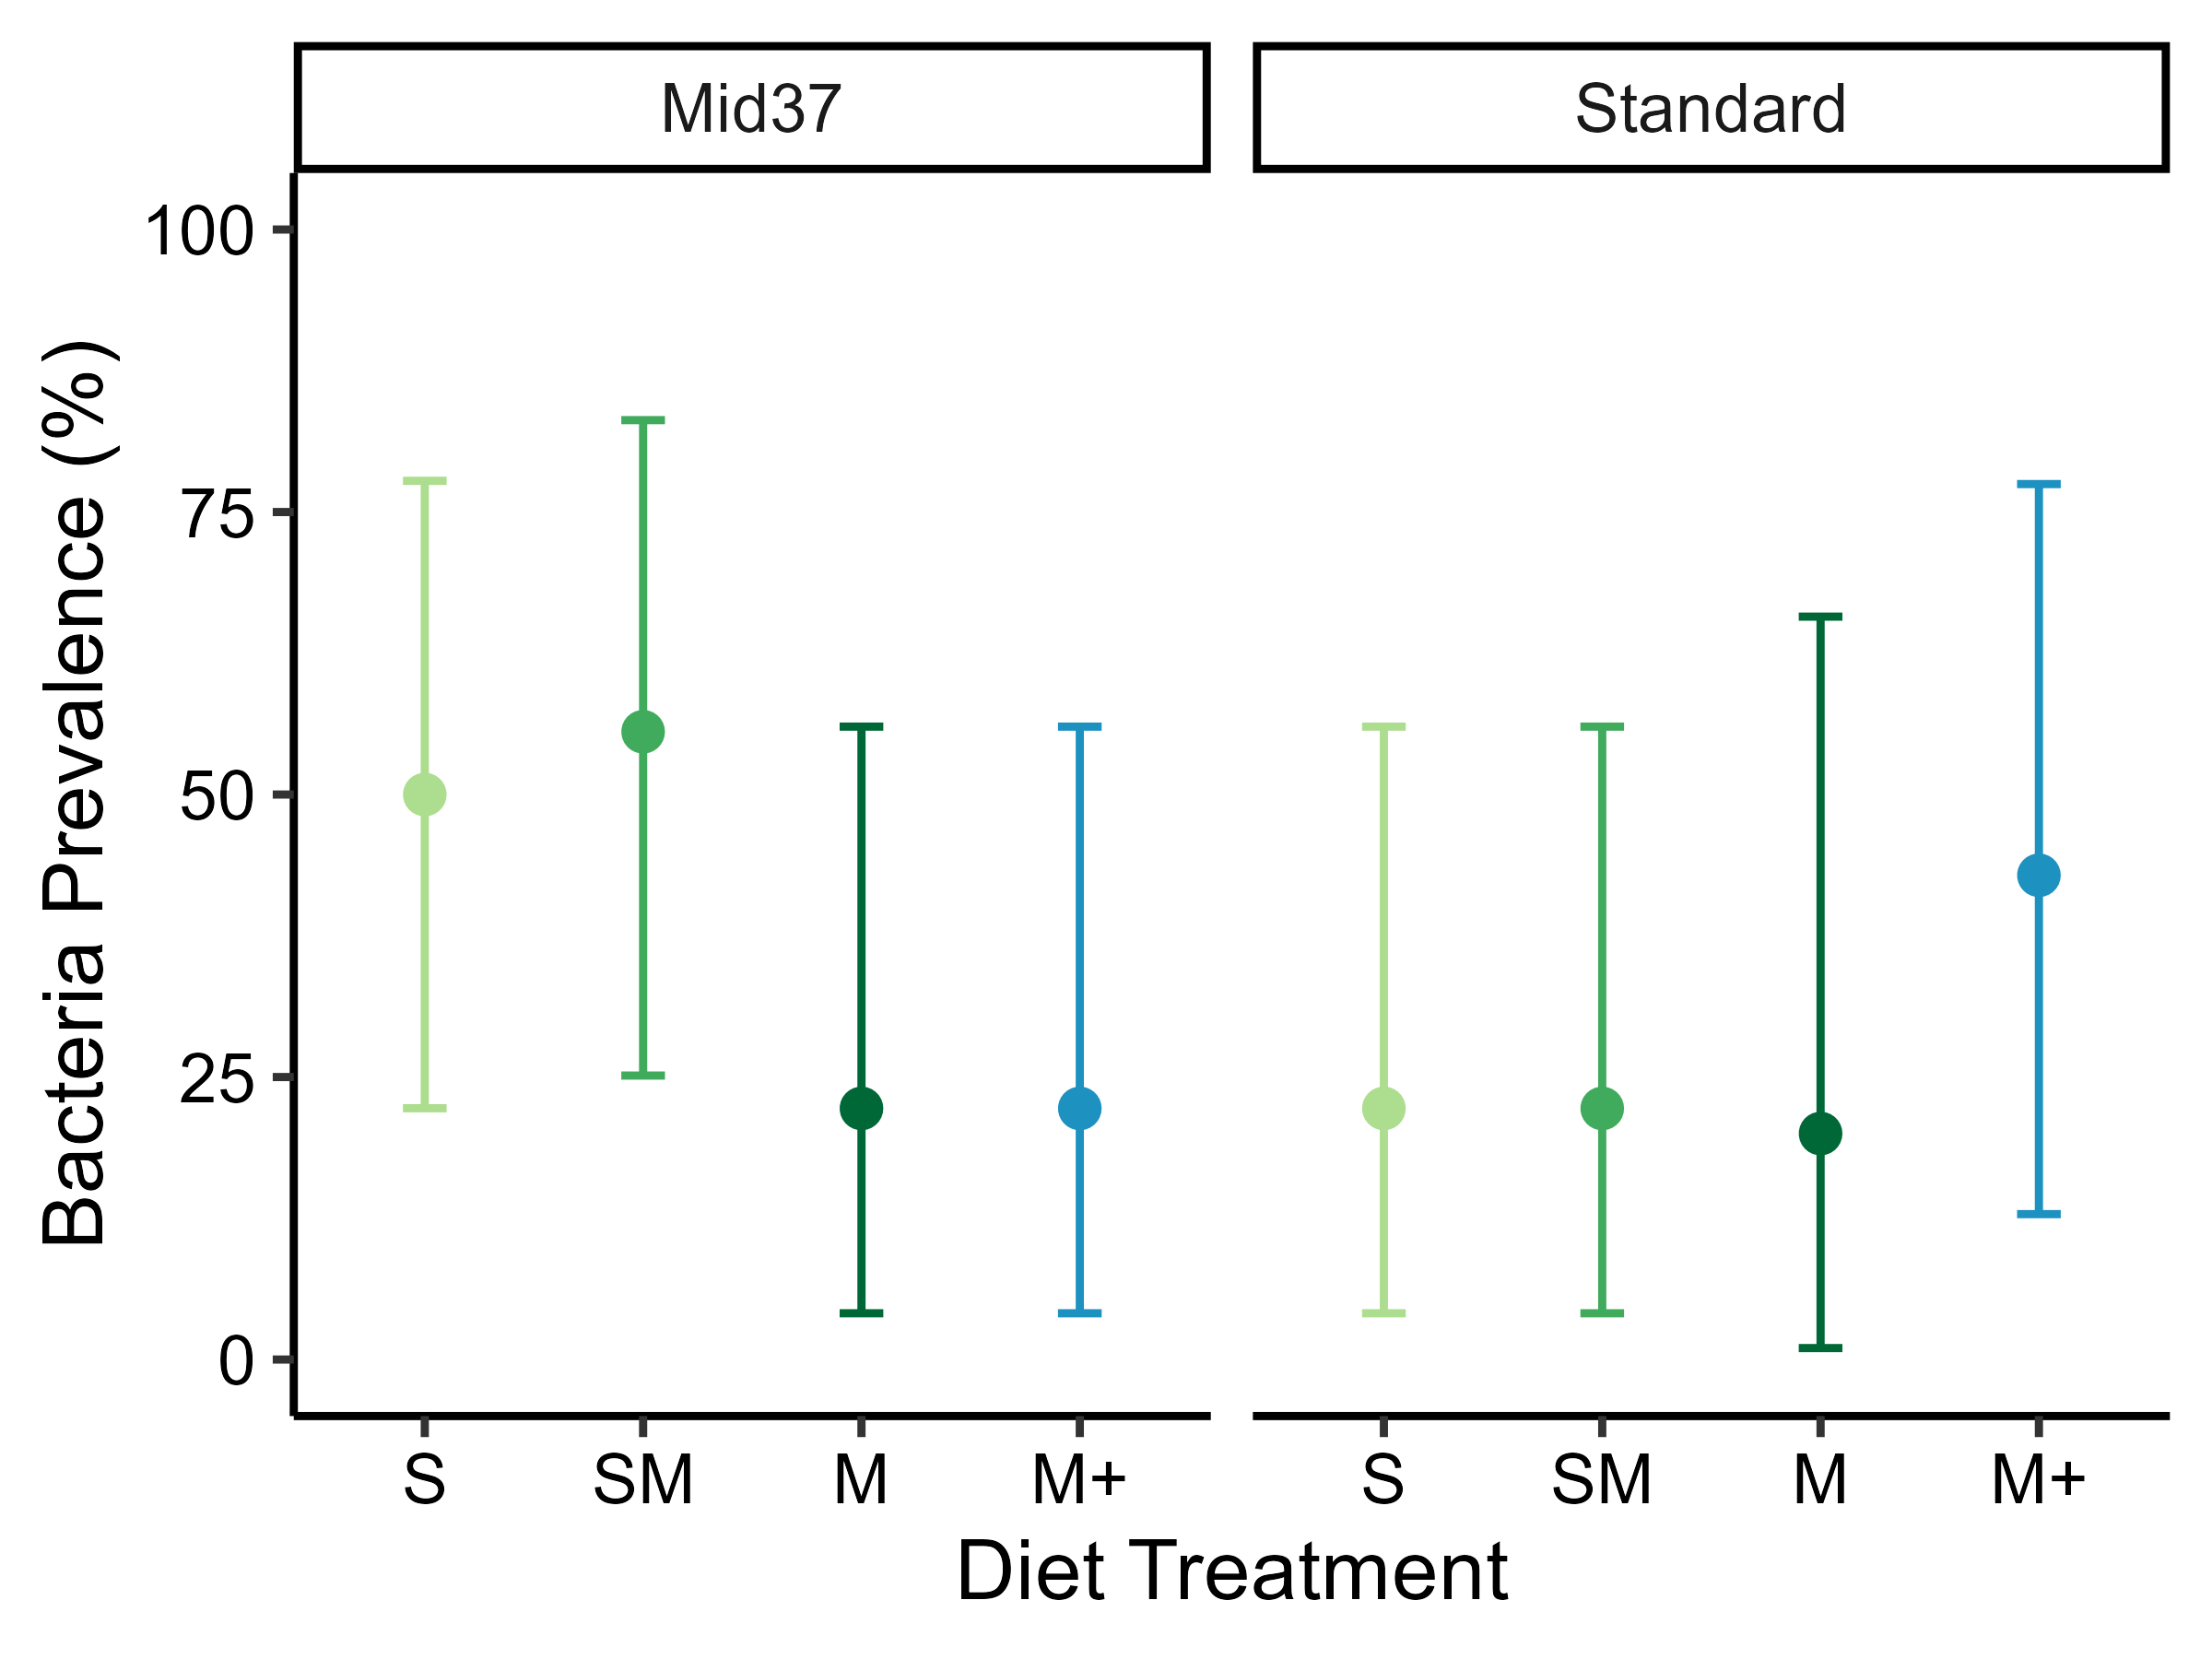 Mid37 Standard
100
75
50
25
0
Bacteria Prevalence (%)
S SM M M+ S SM M M+
Diet Treatment